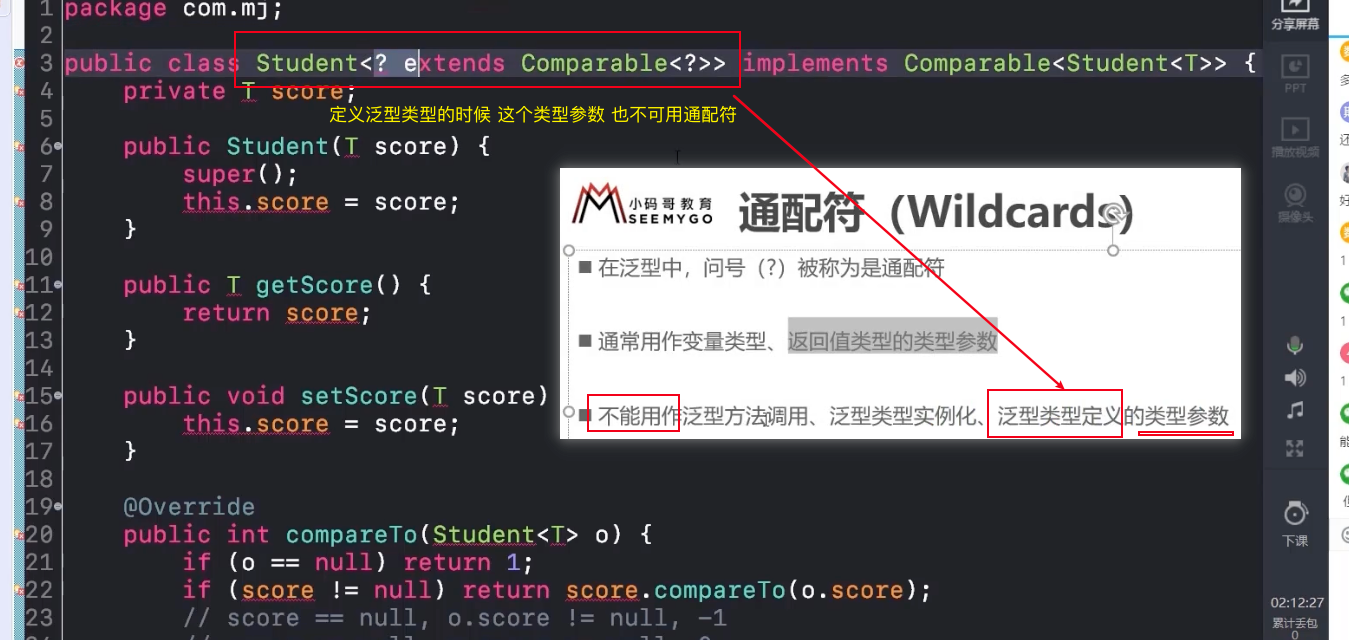 1 package com.mj;
2
3 public class Student<? extends Comparable<?>> implements Comparable<Student<T>> {
4 private T score;
定义泛型类型的时候 这个类型参数 也不可用通配符
5
6 public Student(T score) {
7 super();
8 this.score = score;
9 }
10
11 public T getScore() {
12 return score;
13 }
14
15 public void setScore(T score)
16 this.score = score;
17 }
18
19 @Override
20 public int compareTo(Student<T> o) {
21 if (o == null) return 1;
22 if (score != null) return score.compareTo(o.score);
23 // score == null, o.score != null, -1
小码哥教育
SEEMYGO
通配符（Wildcards）
■ 在泛型中，问号（?）被称为是通配符
■ 通常用作变量类型、返回值类型的类型参数
■ 不能用作泛型方法调用、泛型类型实例化、泛型类型定义的类型参数
分享屏幕
PPT
播放视频
摄像头
下课
02:12:27
累计丢包
0
多
还
好
1
1
1
能